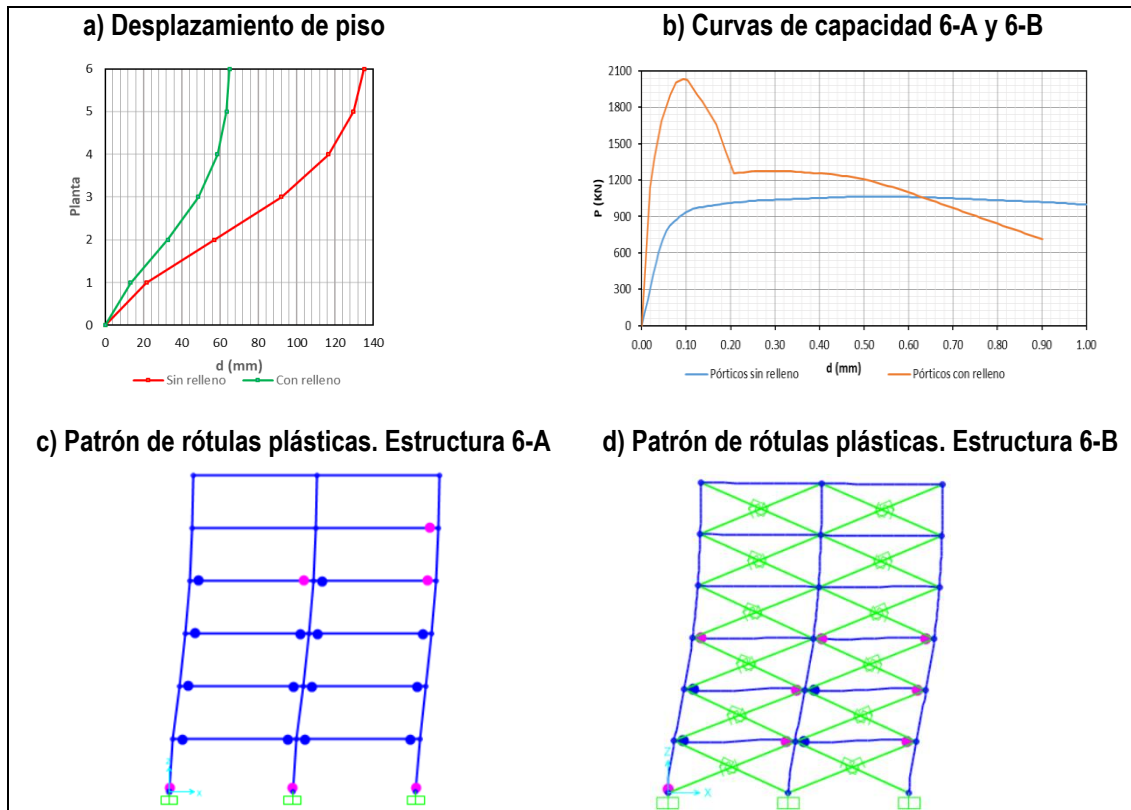 a) Desplazamiento de piso
6
5
4
3
2
1
0
Planta
0 20 40 60 80 100 120 140
d (mm)
Sin relleno Con relleno
b) Curvas de capacidad 6-A y 6-B
2100
1800
1500
1200
900
600
300
0
P (KN)
0.00 0.10 0.20 0.30 0.40 0.50 0.60 0.70 0.80 0.90 1.00
d (mm)
Pórticos sin relleno Pórticos con relleno
c) Patrón de rótulas plásticas. Estructura 6-A
Z
x
d) Patrón de rótulas plásticas. Estructura 6-B
Z
X